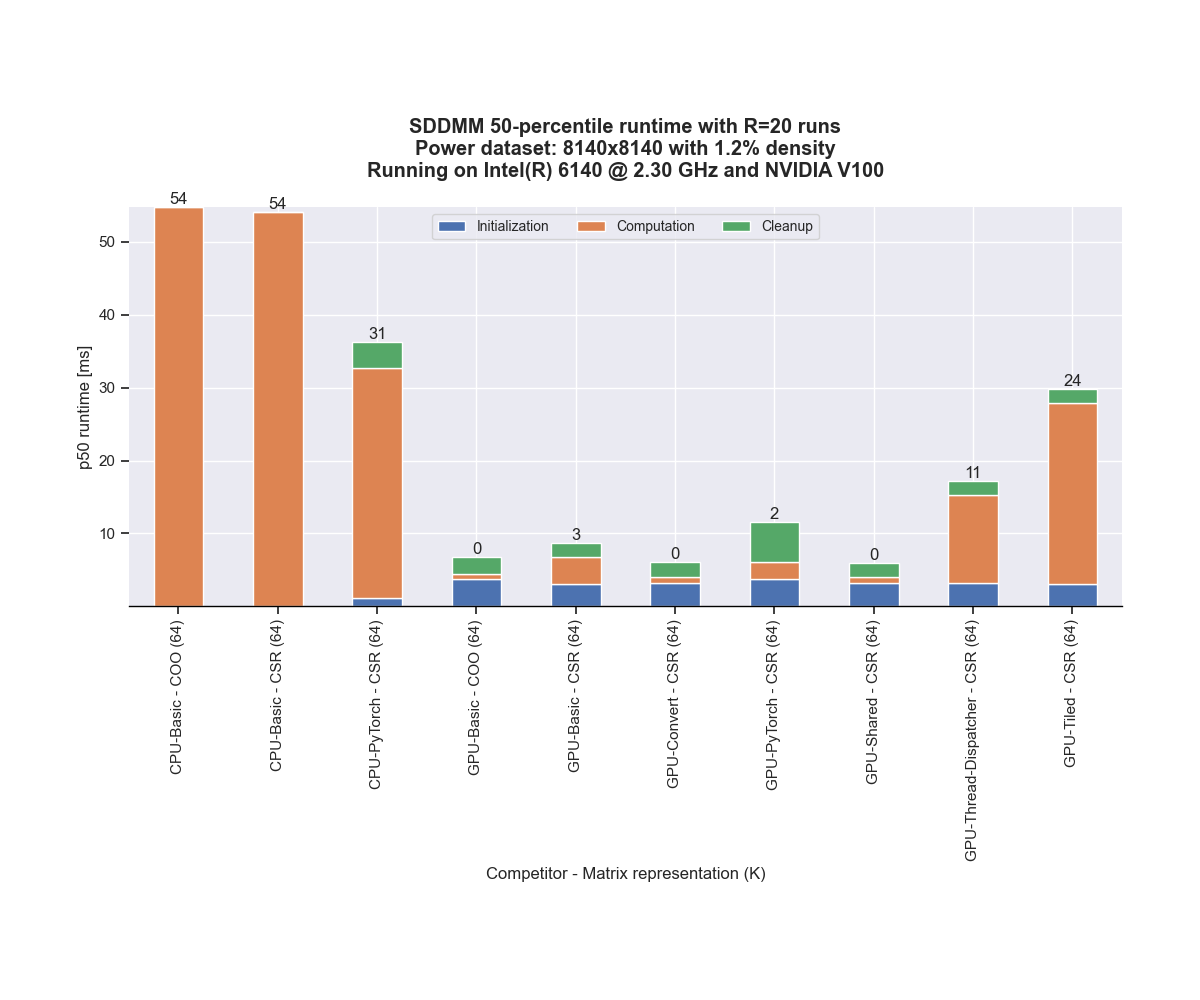 SDDMM 50-percentile runtime with R=20 runs
Power dataset: 8140x8140 with 1.2% density
Running on Intel(R) 6140 @ 2.30 GHz and NVIDIA V100
Initialization
Computation
Cleanup
54
54
31
0
3
0
2
0
11
24
p50 runtime [ms]
50
40
30
20
10
CPU-Basic - COO (64)
CPU-Basic - CSR (64)
CPU-PyTorch - CSR (64)
GPU-Basic - COO (64)
GPU-Basic - CSR (64)
GPU-Convert - CSR (64)
GPU-PyTorch - CSR (64)
GPU-Shared - CSR (64)
GPU-Thread-Dispatcher - CSR (64)
GPU-Tiled - CSR (64)
Competitor - Matrix representation (K)